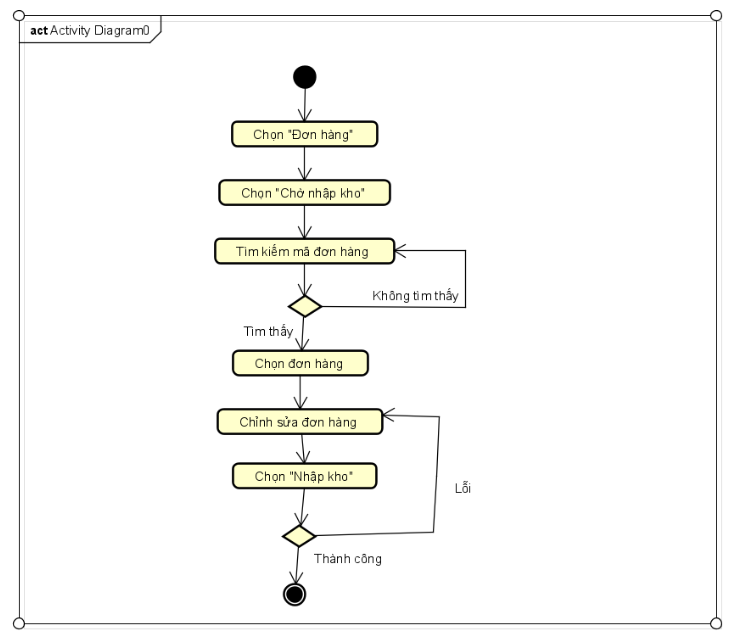 act Activity Diagram0
Chọn "Đơn hàng"
Chọn "Chờ nhập kho"
Tìm kiếm mã đơn hàng
Không tìm thấy
Tìm thấy
Chọn đơn hàng
Chỉnh sửa đơn hàng
Chọn "Nhập kho"
Lỗi
Thành công